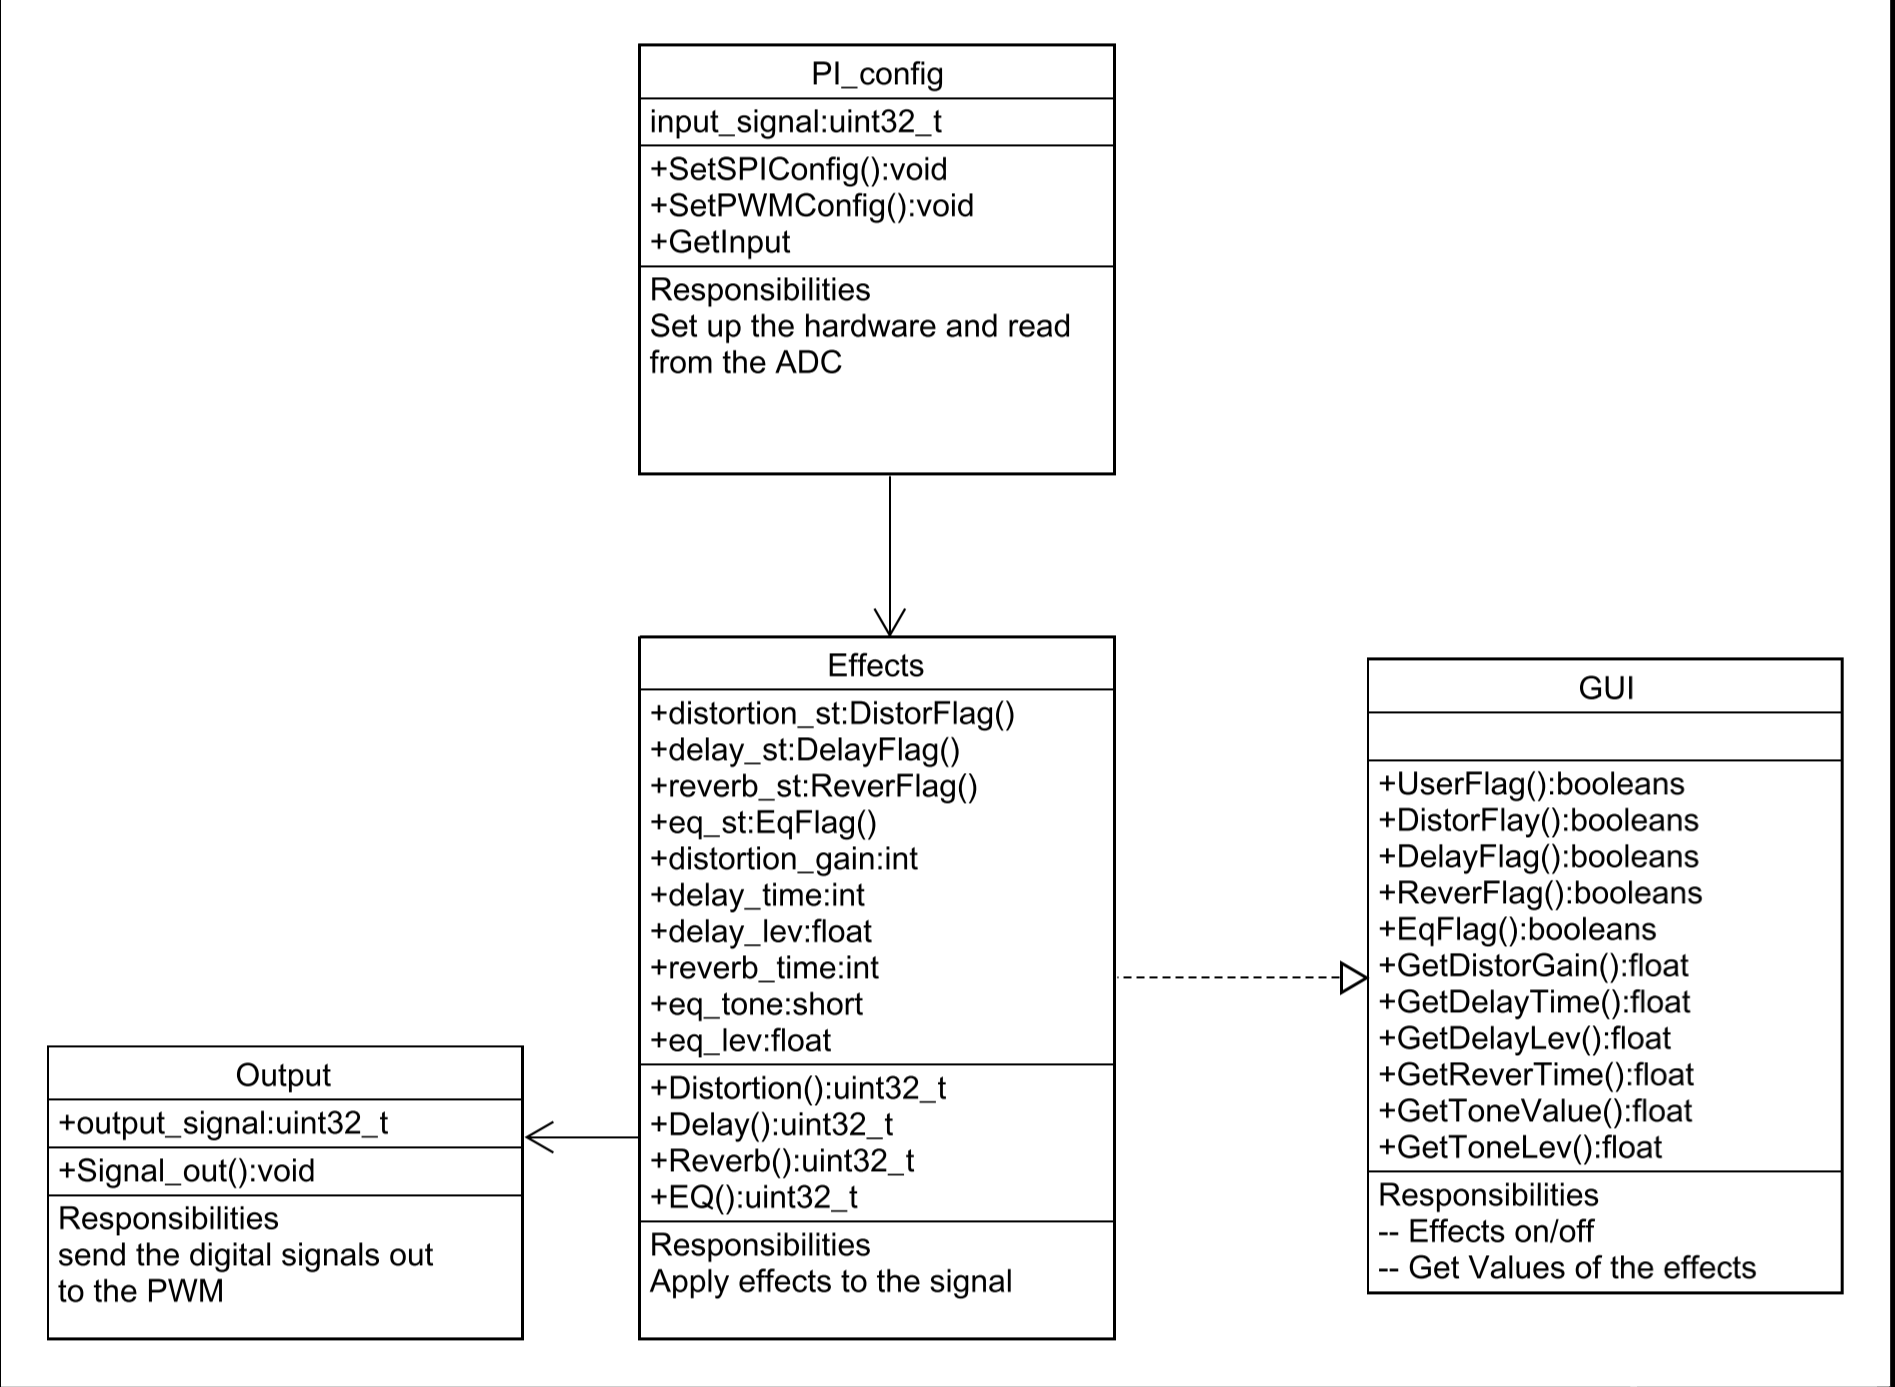 PI_config
input_signal:uint32_t
+SetSPIConfig():void
+SetPWMConfig():void
+GetInput
Responsibilities
Set up the hardware and read
from the ADC
Effects
+distortion_st:DistorFlag()
+delay_st:DelayFlag()
+reverb_st:ReverFlag()
+eq_st:EqFlag()
+distortion_gain:int
+delay_time:int
+delay_lev:float
+reverb_time:int
+eq_tone:short
+eq_lev:float
+Distortion():uint32_t
+Delay():uint32_t
+Reverb():uint32_t
+EQ():uint32_t
Responsibilities
Apply effects to the signal
GUI
+UserFlag():booleans
+DistorFlay():booleans
+DelayFlag():booleans
+ReverFlag():booleans
+EqFlag():booleans
+GetDistorGain():float
+GetDelayTime():float
+GetDelayLev():float
+GetReverTime():float
+GetToneValue():float
+GetToneLev():float
Responsibilities
-- Effects on/off
-- Get Values of the effects
Output
+output_signal:uint32_t
+Signal_out():void
Responsibilities
send the digital signals out
to the PWM